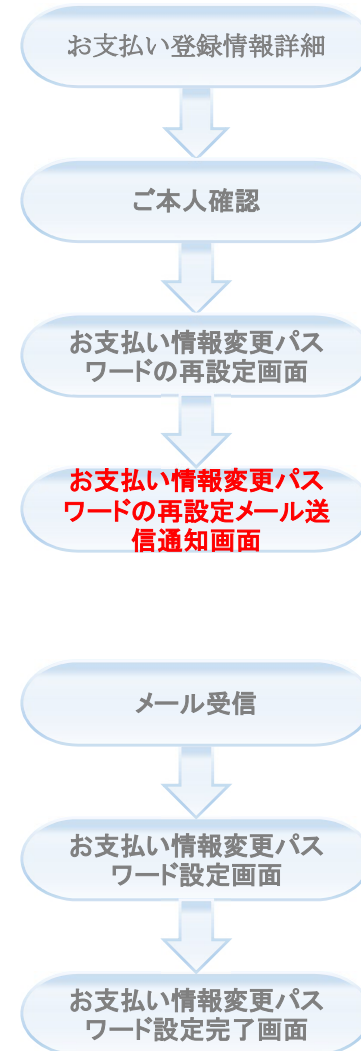 お支払い登録情報詳細
ご本人確認
お支払い情報変更パス
ワードの再設定画面
お支払い情報変更パス
ワードの再設定メール送
信通知画面
メール受信
お支払い情報変更パス
ワード設定画面
お支払い情報変更パス
ワード設定完了画面